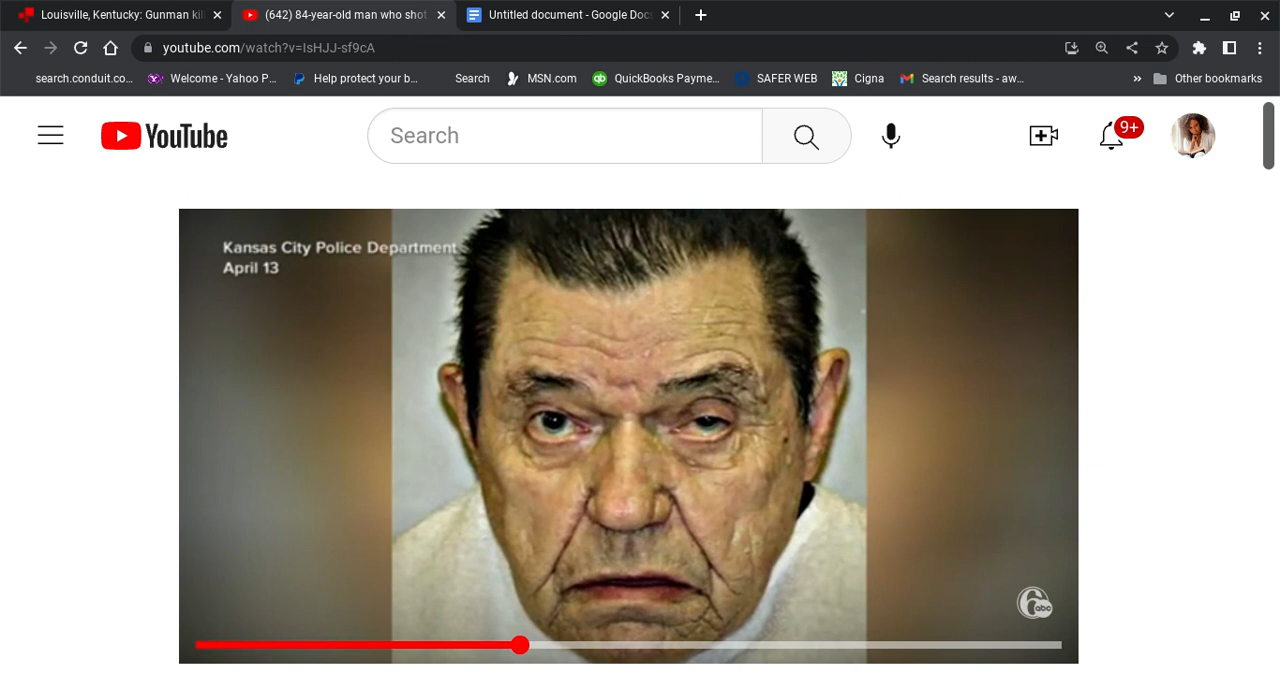 Louisville, Kentucky: Gunman kil
(642) 84-year-old man who shot
Untitled document - Google Docs
youtube.com/watch?v=IsHJJ-sf9cA
search.conduit.co...
Welcome - Yahoo P...
Help protect your b...
Search
MSN.com
QuickBooks Payme...
SAFER WEB
Cigna
Search results - aw...
»
Other bookmarks
YouTube
Search
9+
Kansas City Police Department
April 13
6abc